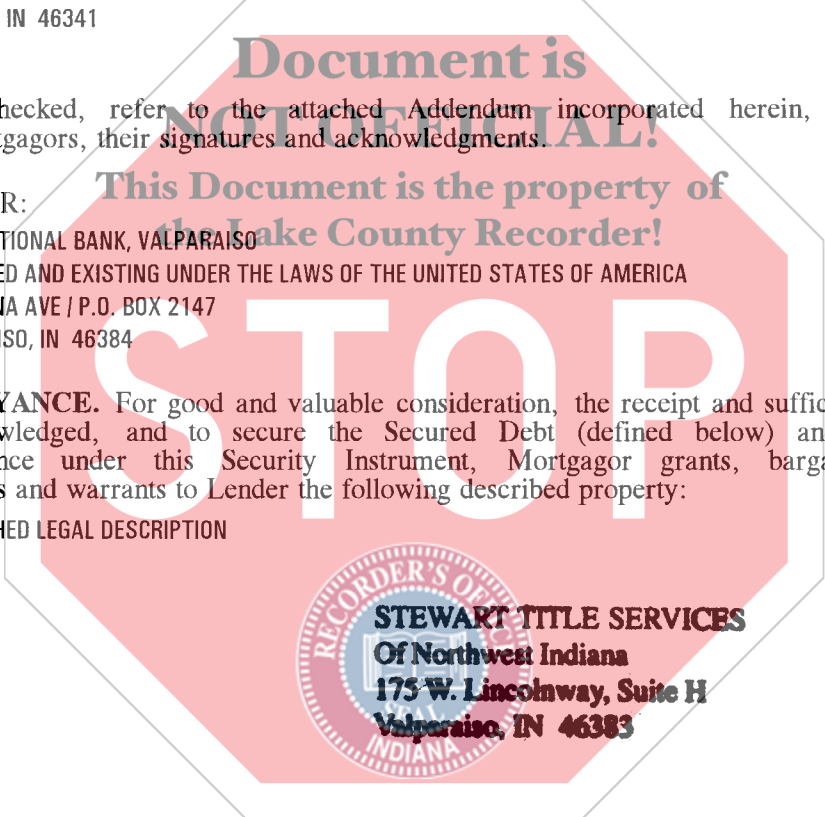 IN 46341
Document is
hecked, refer to the attached Addendum incorporated herein,
NOT OFFICIAL!
tgagors, their signatures and acknowledgments.
This Document is the property of
R:
the Lake County Recorder!
TIONAL BANK, VALPARAISO
ED AND EXISTING UNDER THE LAWS OF THE UNITED STATES OF AMERICA
NA AVE / P.O. BOX 2147
ISO, IN 46384
STOP
YANCE. For good and valuable consideration, the receipt and suffic
wledged, and to secure the Secured Debt (defined below) an
nce under this Security Instrument, Mortgagor grants, barga
s and warrants to Lender the following described property:
HED LEGAL DESCRIPTION
RECORDER'S OFFICE
SEAL
INDIANA
STEWART TITLE SERVICES
Of Northwest Indiana
175 W. Lincolnway, Suite H
Valparaiso, IN 46383